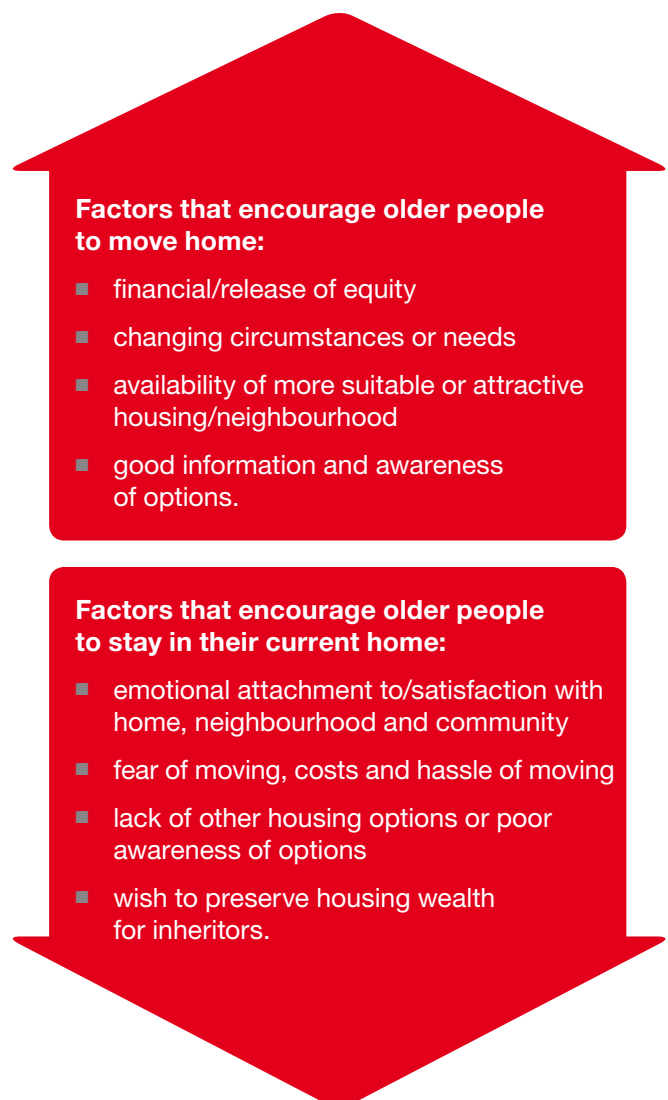 Factors that encourage older people
to move home:
■ financial/release of equity
■ changing circumstances or needs
■ availability of more suitable or attractive
housing/neighbourhood
■ good information and awareness
of options.
Factors that encourage older people
to stay in their current home:
■ emotional attachment to/satisfaction with
home, neighbourhood and community
■ fear of moving, costs and hassle of moving
■ lack of other housing options or poor
awareness of options
■ wish to preserve housing wealth
for inheritors.